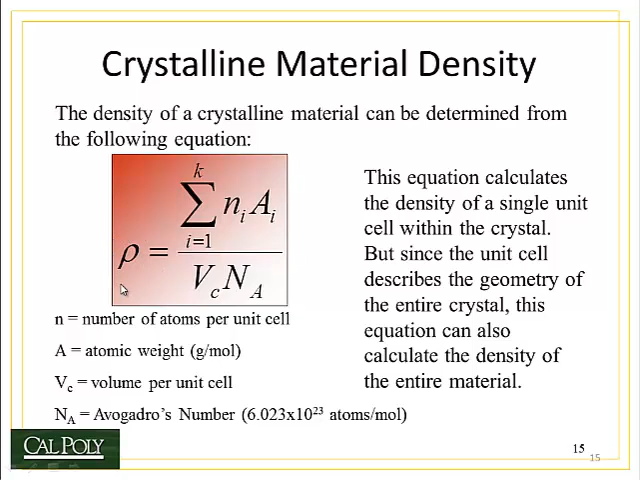 Crystalline Material Density
The density of a crystalline material can be determined from
the following equation:
ρ = \frac{\sum_{i=1}^{k} n_i A_i}{V_c N_A}
This equation calculates
the density of a single unit
cell within the crystal.
But since the unit cell
describes the geometry of
the entire crystal, this
equation can also
calculate the density of
the entire material.
n = number of atoms per unit cell
A = atomic weight (g/mol)
V_c = volume per unit cell
N_A = Avogadro’s Number (6.023x10²³ atoms/mol)
CAL POLY
15
15